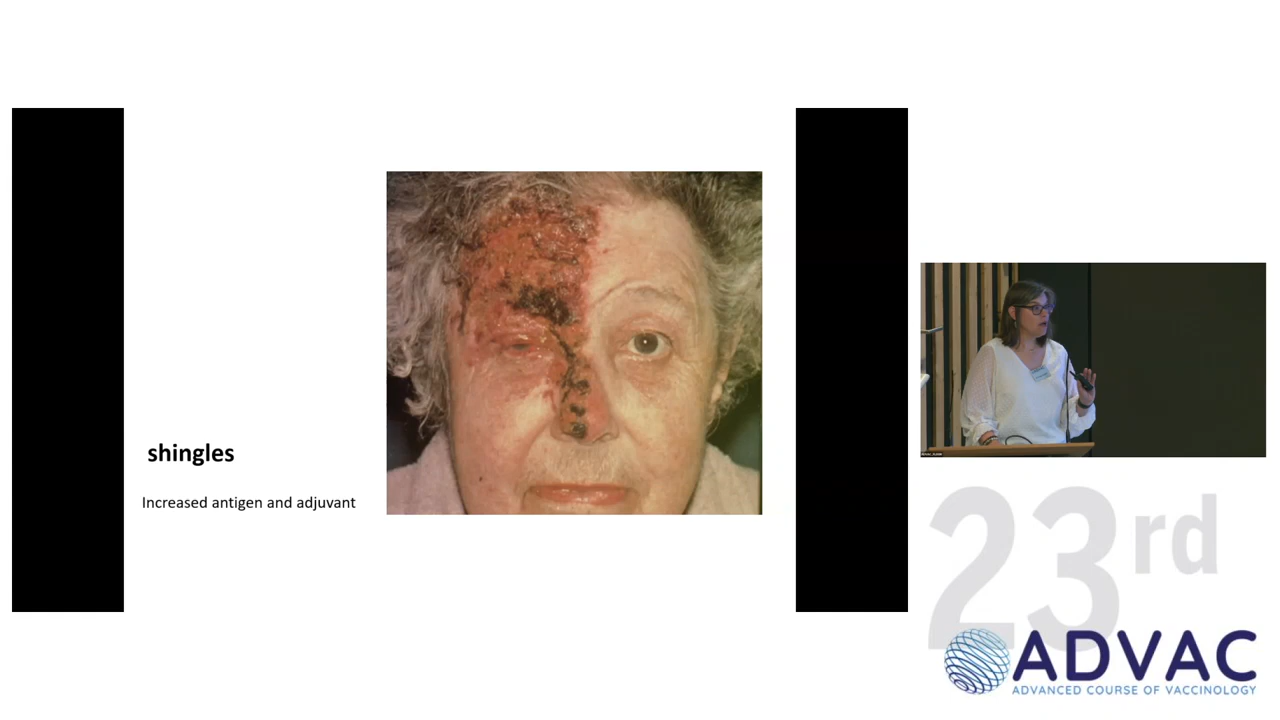 shingles
Increased antigen and adjuvant
23rd
ADVAC
ADVANCED COURSE OF VACCINOLOGY